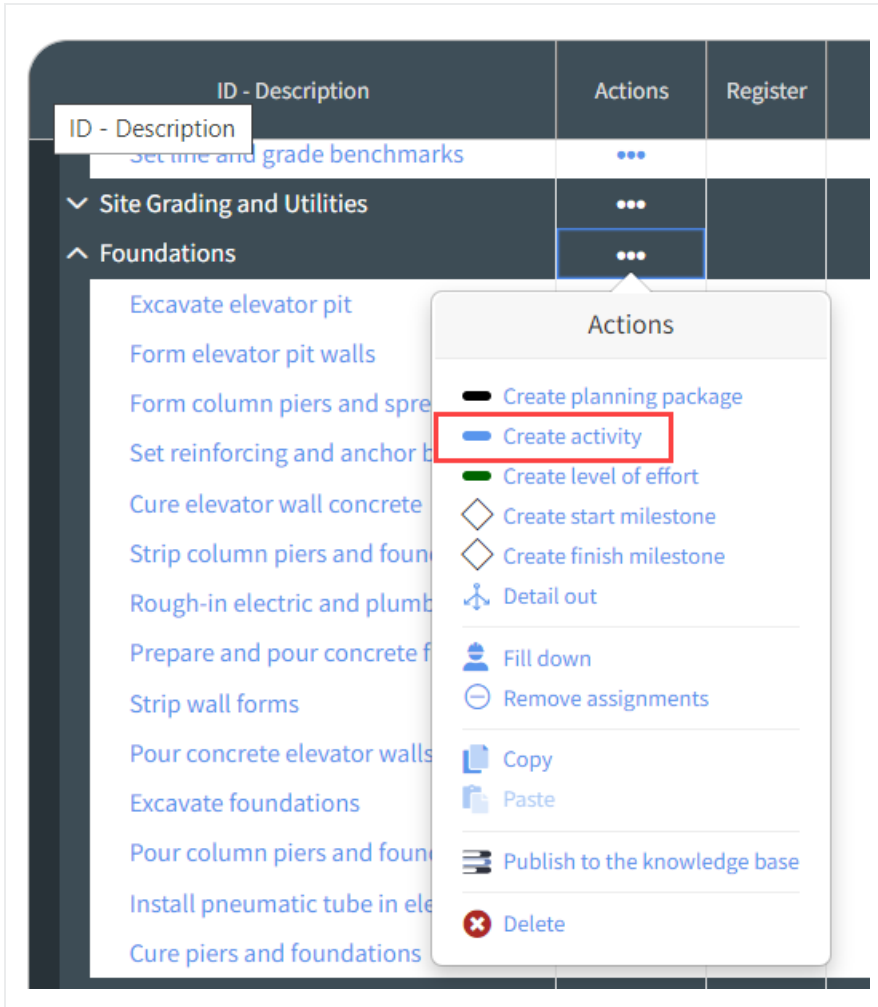 ID - Description Actions Register
ID - Description
Set line and grade benchmarks •••
Site Grading and Utilities •••
Foundations •••
Excavate elevator pit
Form elevator pit walls
Form column piers and spre
Set reinforcing and anchor b
Cure elevator wall concrete
Strip column piers and foun
Rough-in electric and plumb
Prepare and pour concrete f
Strip wall forms
Pour concrete elevator walls
Excavate foundations
Pour column piers and foun
Install pneumatic tube in ele
Cure piers and foundations
Actions
Create planning package
Create activity
Create level of effort
Create start milestone
Create finish milestone
Detail out
Fill down
Remove assignments
Copy
Paste
Publish to the knowledge base
Delete